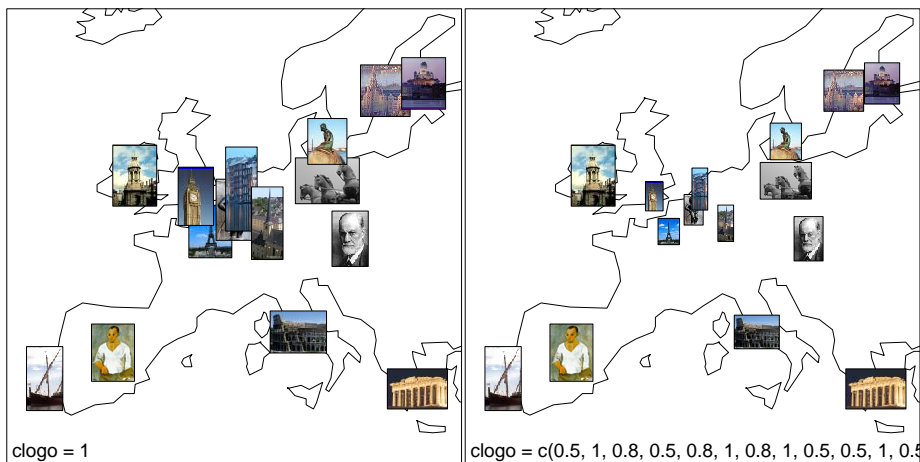 clogo = 1
clogo = c(0.5, 1, 0.8, 0.5, 0.8, 1, 0.8, 1, 0.5, 0.5, 1, 0.5